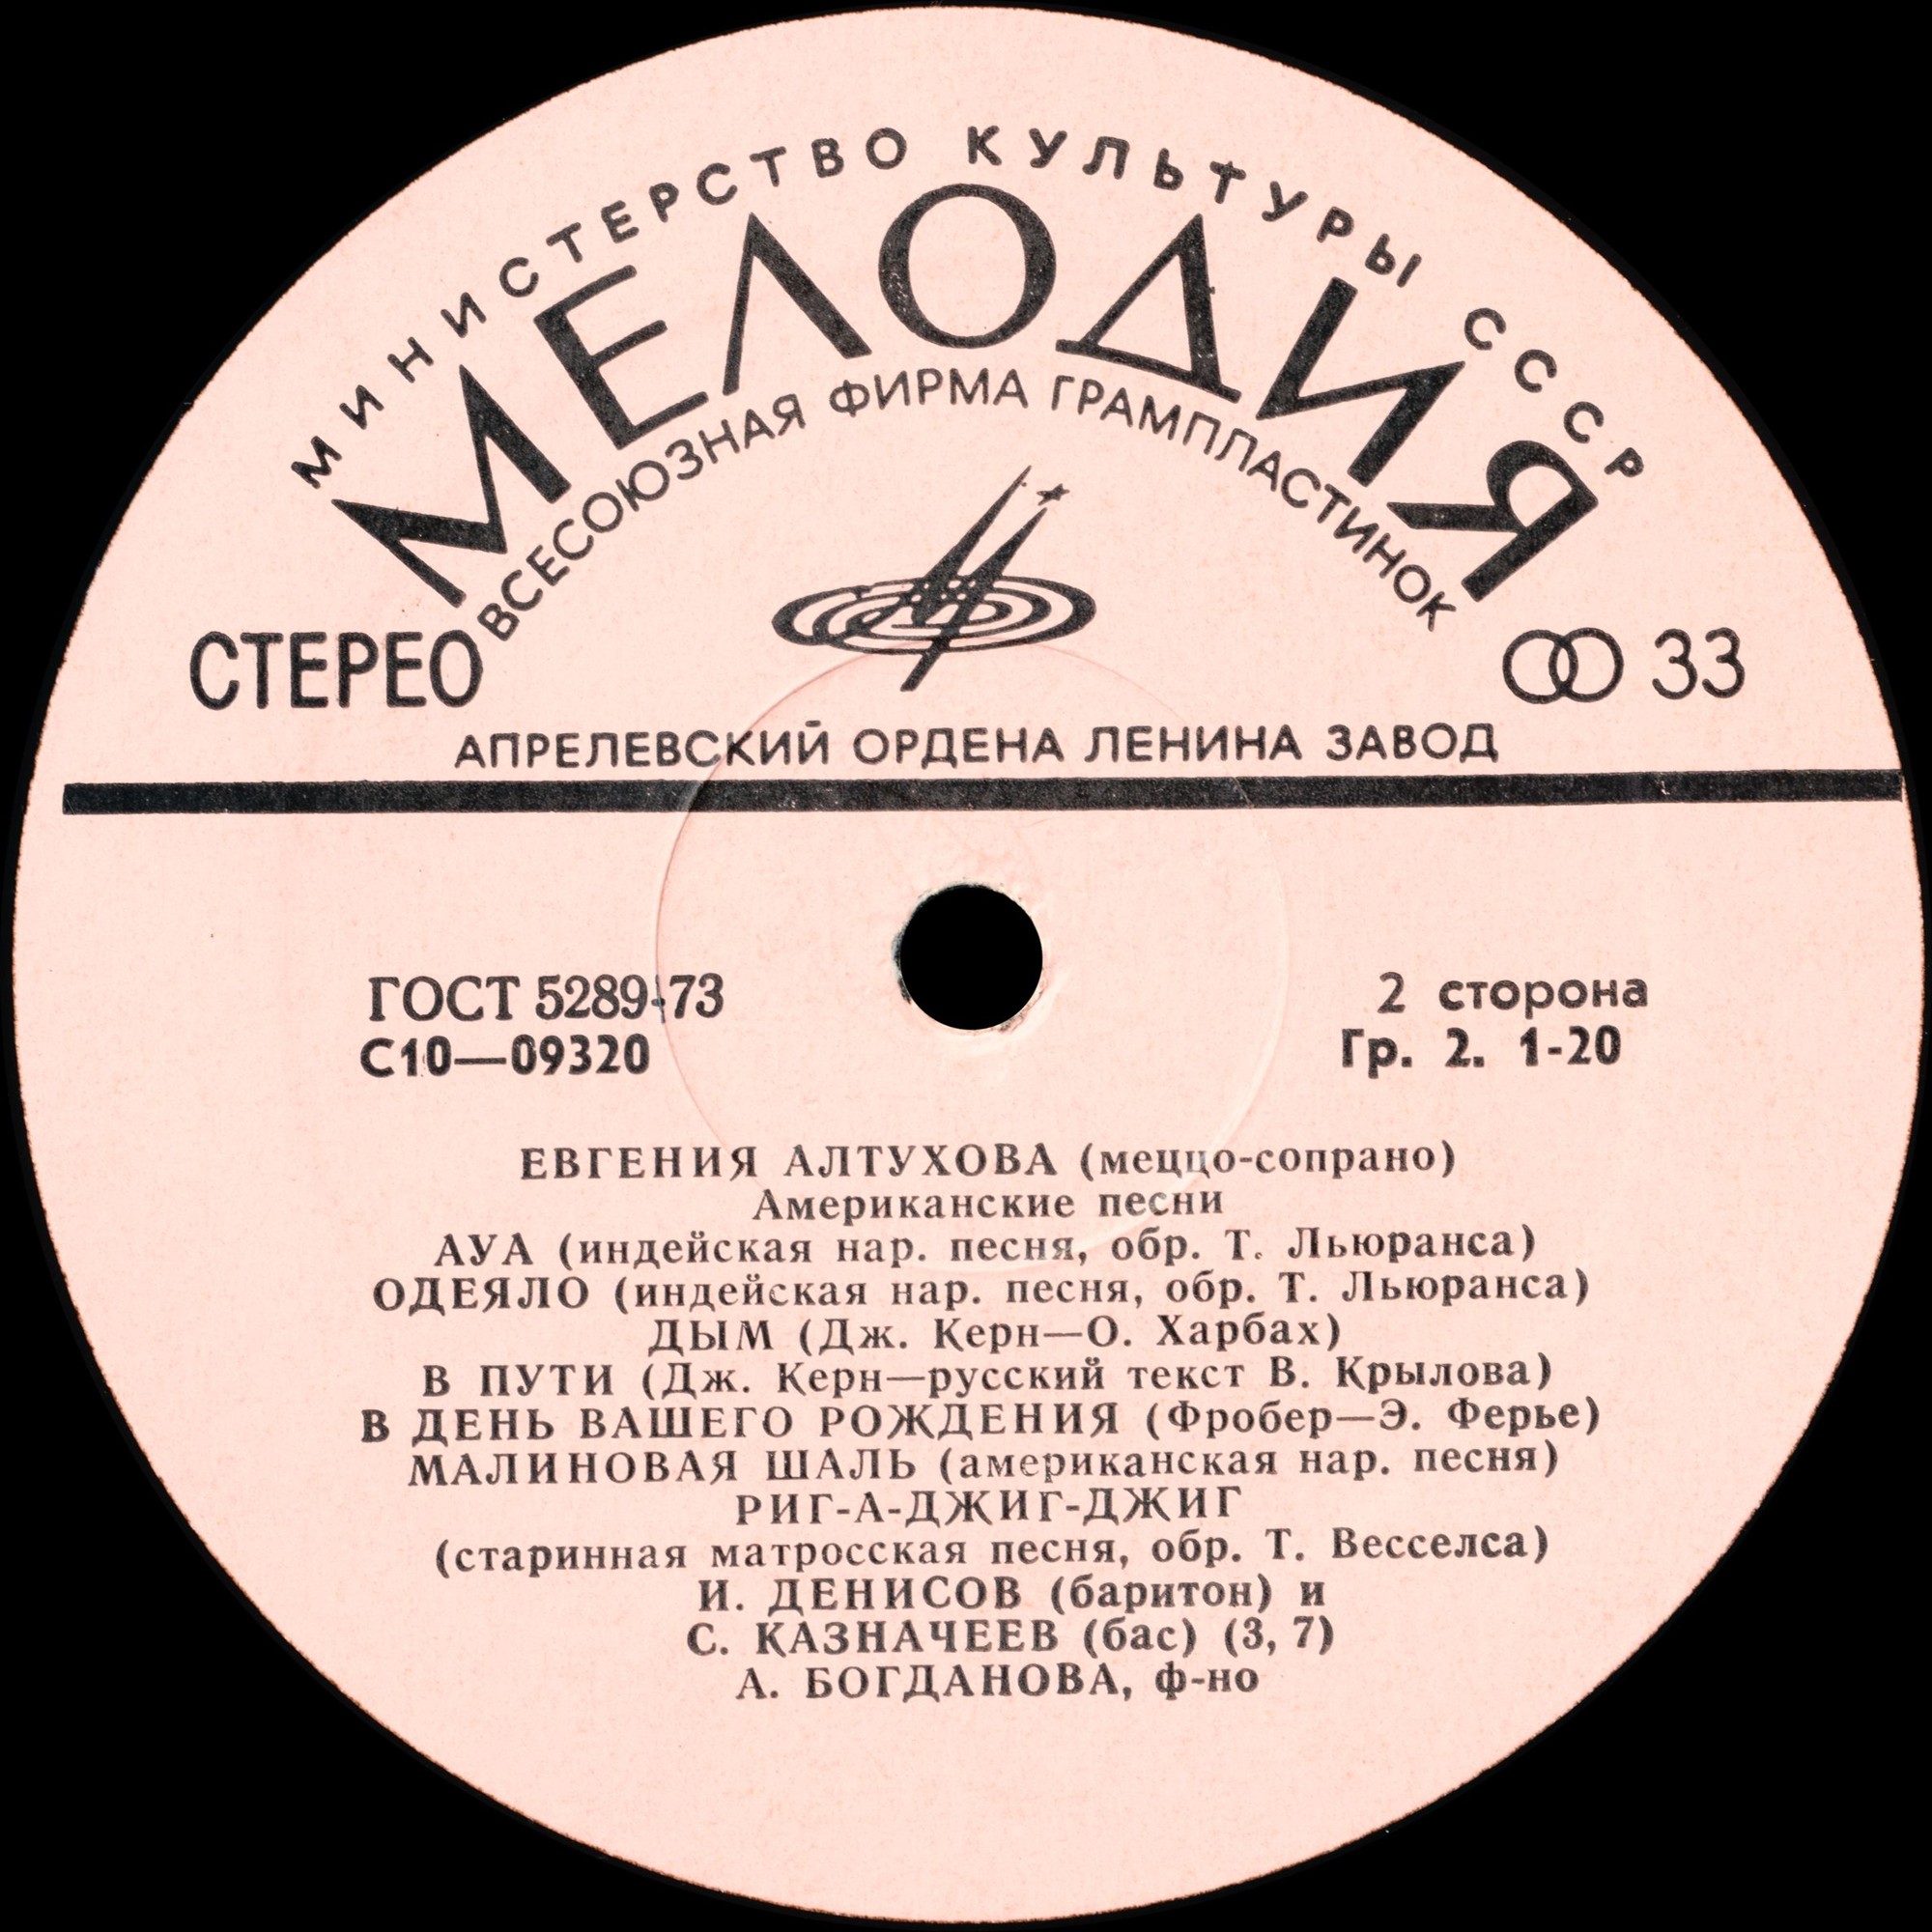 МИНИСТЕРСТВО КУЛЬТУРЫ СССР
МЕЛОДИЯ
ВСЕСОЮЗНАЯ ФИРМА ГРАМПЛАСТИНОК
СТЕРЕО
33
АПРЕЛЕВСКИЙ ОРДЕНА ЛЕНИНА ЗАВОД
ГОСТ 5289-73
2 сторона
С10—09320
Гр. 2. 1-20
ЕВГЕНИЯ АЛТУХОВА (меццо-сопрано)
Американские песни
АУА (индейская нар. песня, обр. Т. Льюранса)
ОДЕЯЛО (индейская нар. песня, обр. Т. Льюранса)
ДЫМ (Дж. Керн—О. Харбах)
В ПУТИ (Дж. Керн—русский текст В. Крылова)
В ДЕНЬ ВАШЕГО РОЖДЕНИЯ (Фробер—Э. Ферье)
МАЛИНОВАЯ ШАЛЬ (американская нар. песня)
РИГ-А-ДЖИГ-ДЖИГ
(старинная матросская песня, обр. Т. Весселса)
И. ДЕНИСОВ (баритон) и
С. КАЗНАЧЕЕВ (бас) (3, 7)
А. БОГДАНОВА, ф-но